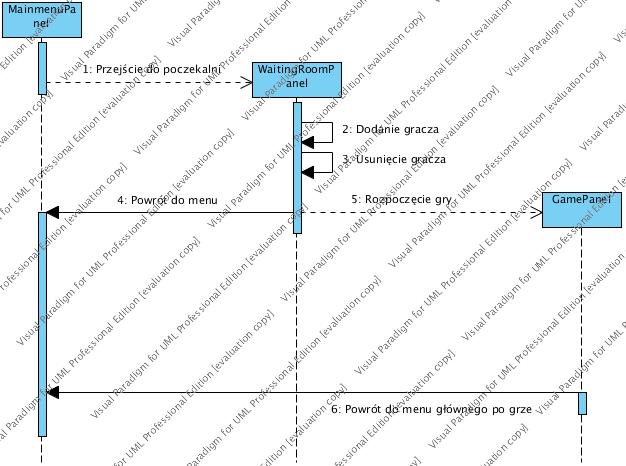 MainmenuPa
nel
1: Przejście do poczekalni
WaitingRoomP
anel
2: Dodanie gracza
3: Usunięcie gracza
4: Powrót do menu
5: Rozpoczęcie gry
GamePanel
6: Powrót do menu głównego po grze
Visual Paradigm for UML Professional Edition [evaluation copy]